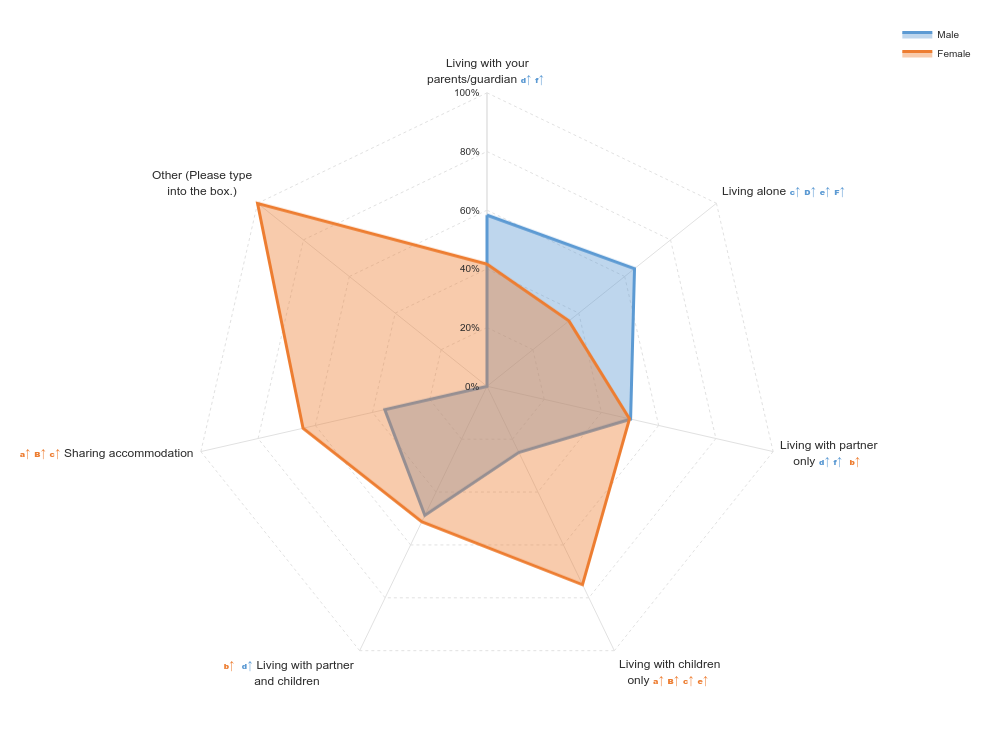 Male
Female
Living with your
parents/guardian d↑ f↑
100%
80%
60%
40%
20%
0%
Other (Please type
into the box.)
Living alone c↑ D↑ e↑ F↑
Living with partner
only d↑ f↑ b↑
a↑ B↑ c↑ Sharing accommodation
b↑ d↑ Living with partner
and children
Living with children
only a↑ B↑ c↑ e↑